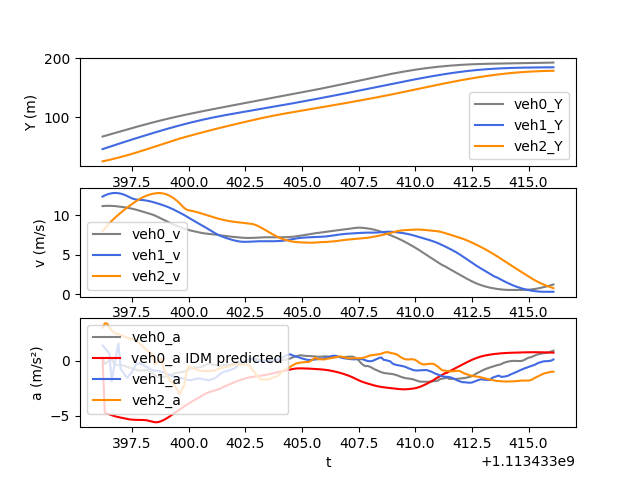 200
100
Y (m)
veh0_Y
veh1_Y
veh2_Y
397.5 400.0 402.5 405.0 407.5 410.0 412.5 415.0
10
5
0
v (m/s)
veh0_v
veh1_v
veh2_v
397.5 400.0 402.5 405.0 407.5 410.0 412.5 415.0
0
−5
a (m/s²)
veh0_a
veh0_a IDM predicted
veh1_a
veh2_a
397.5 400.0 402.5 405.0 407.5 410.0 412.5 415.0
t
+1.113433e9